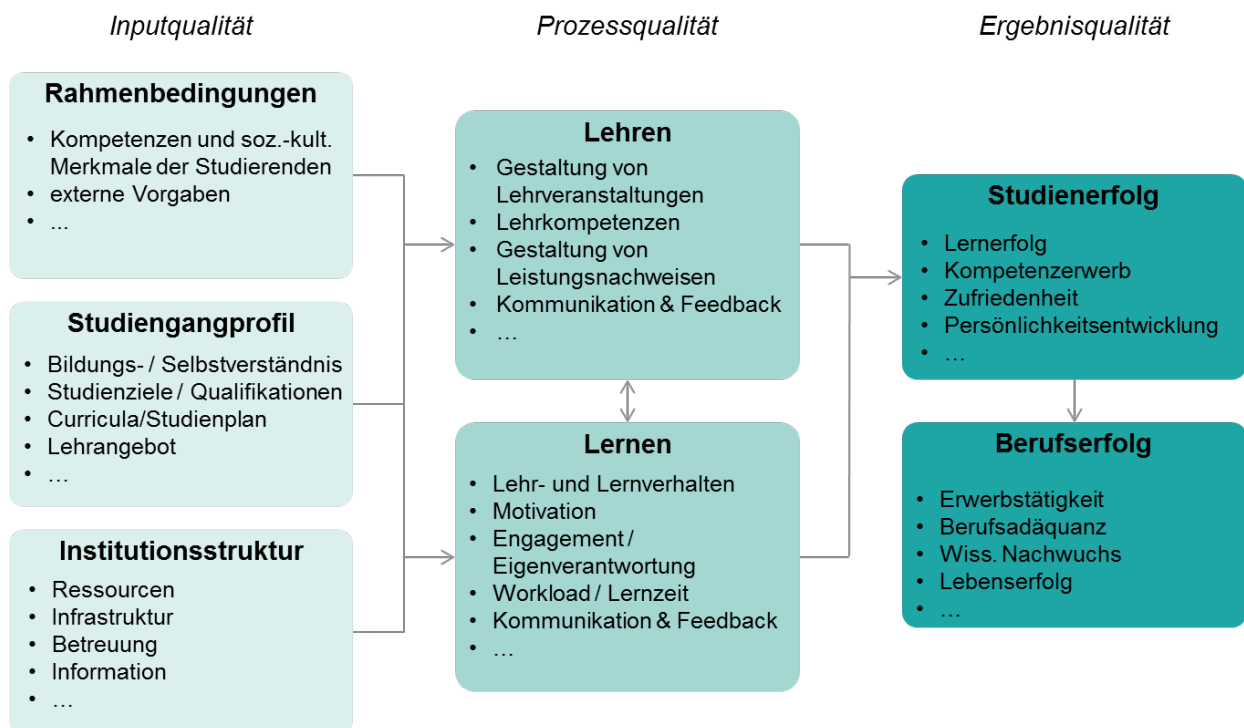 Inputqualität
Prozessqualität
Ergebnisqualität
Rahmenbedingungen
• Kompetenzen und soz.-kult.
Merkmale der Studierenden
• externe Vorgaben
• ...
Studiengangprofil
• Bildungs- / Selbstverständnis
• Studienziele / Qualifikationen
• Curricula/Studienplan
• Lehrangebot
• …
Institutionsstruktur
• Ressourcen
• Infrastruktur
• Betreuung
• Information
• …
Lehren
• Gestaltung von
Lehrveranstaltungen
• Lehrkompetenzen
• Gestaltung von
Leistungsnachweisen
• Kommunikation & Feedback
• …
Lernen
• Lehr- und Lernverhalten
• Motivation
• Engagement /
Eigenverantwortung
• Workload / Lernzeit
• Kommunikation & Feedback
• …
Studienerfolg
• Lernerfolg
• Kompetenzerwerb
• Zufriedenheit
• Persönlichkeitsentwicklung
• …
Berufserfolg
• Erwerbstätigkeit
• Berufsadäquanz
• Wiss. Nachwuchs
• Lebenserfolg
• …